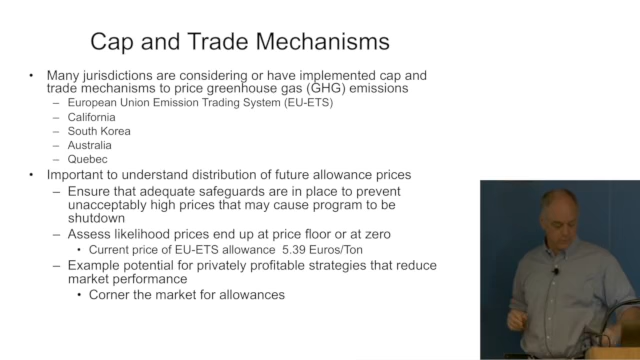 Cap and Trade Mechanisms
• Many jurisdictions are considering or have implemented cap and
trade mechanisms to price greenhouse gas (GHG) emissions
– European Union Emission Trading System (EU-ETS)
– California
– South Korea
– Australia
– Quebec
• Important to understand distribution of future allowance prices
– Ensure that adequate safeguards are in place to prevent
unacceptably high prices that may cause program to be
shutdown
– Assess likelihood prices end up at price floor or at zero
• Current price of EU-ETS allowance 5.39 Euros/Ton
– Example potential for privately profitable strategies that reduce
market performance
• Corner the market for allowances